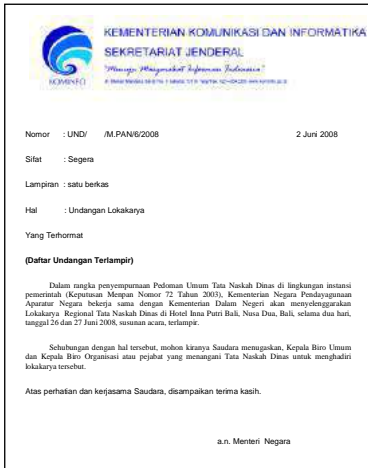 KEMENTERIAN KOMUNIKASI DAN INFORMATIKA
SEKRETARIAT JENDERAL
"Menuju Masyarakat Informasi Indonesia"
KOMINFO
Nomor : UND/ /M.PAN/6/2008 2 Juni 2008
Sifat : Segera
Lampiran : satu berkas
Hal : Undangan Lokakarya
Yang Terhormat
(Daftar Undangan Terlampir)
Dalam rangka penyempurnaan Pedoman Umum Tata Naskah Dinas di lingkungan instansi
pemerintah (Keputusan Menpan Nomor 72 Tahun 2003), Kementerian Negara Pendayagunaan
Aparatur Negara bekerja sama dengan Kementerian Dalam Negeri akan menyelenggarakan
Lokakarya Regional Tata Naskah Dinas di Hotel Inna Putri Bali, Nusa Dua, Bali, selama dua hari,
tanggal 26 dan 27 Juni 2008, susunan acara, terlampir.
Sehubungan dengan hal tersebut, mohon kiranya Saudara menugaskan, Kepala Biro Umum
dan Kepala Biro Organisasi atau pejabat yang menangani Tata Naskah Dinas untuk menghadiri
lokakarya tersebut.
Atas perhatian dan kerjasama Saudara, disampaikan terima kasih.
a.n. Menteri Negara